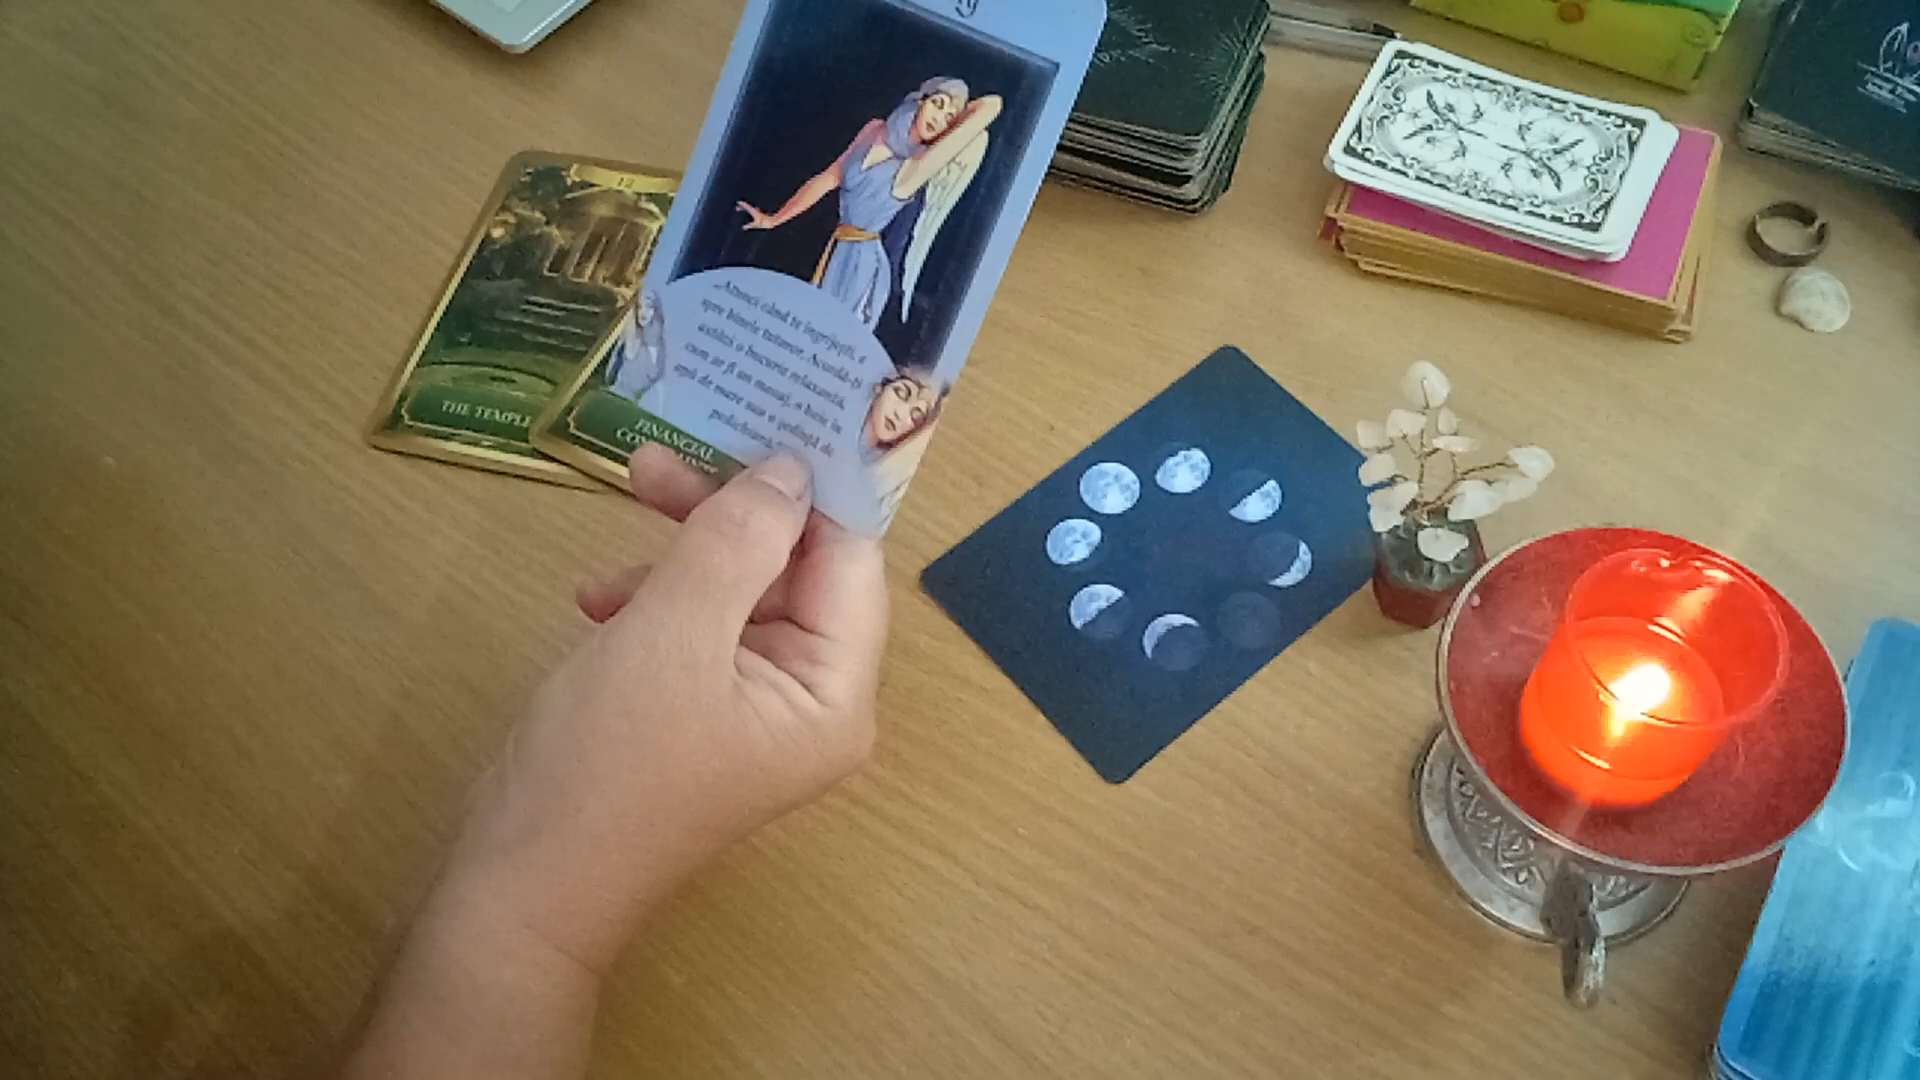 12
THE TEMPLE
FINANCIAL
„Atunci când te îngrijești, e
spre binele tuturor. Acordă-ți
astăzi o bucurie relaxantă,
cum ar fi un masaj, o baie în
apă de mare sau o ședință de
pedichiură.